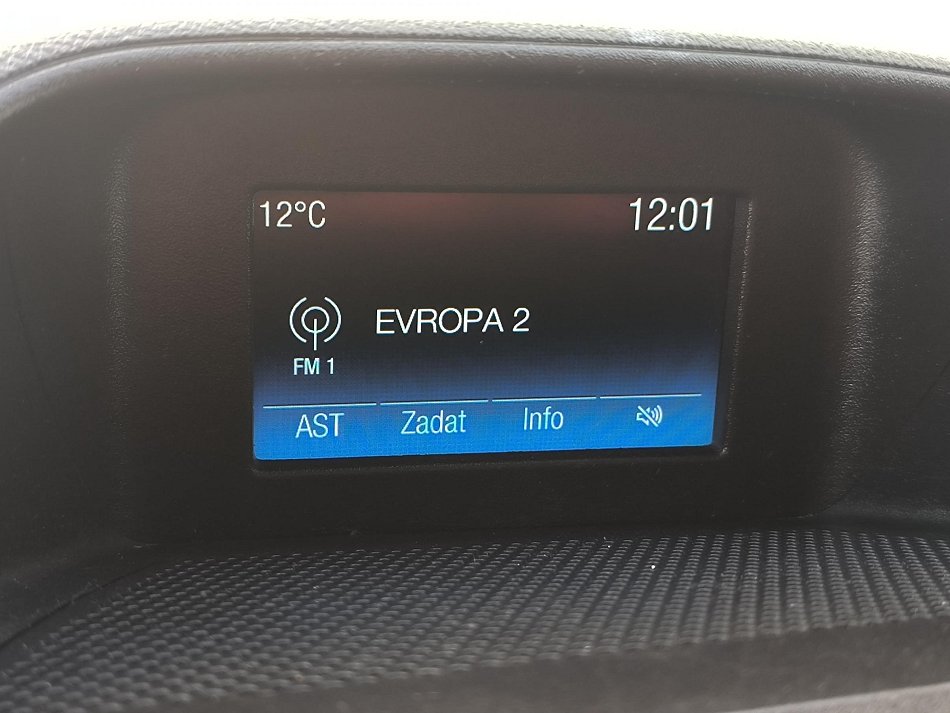 12°C 12:01
EVROPA 2
FM 1
AST Zadat Info